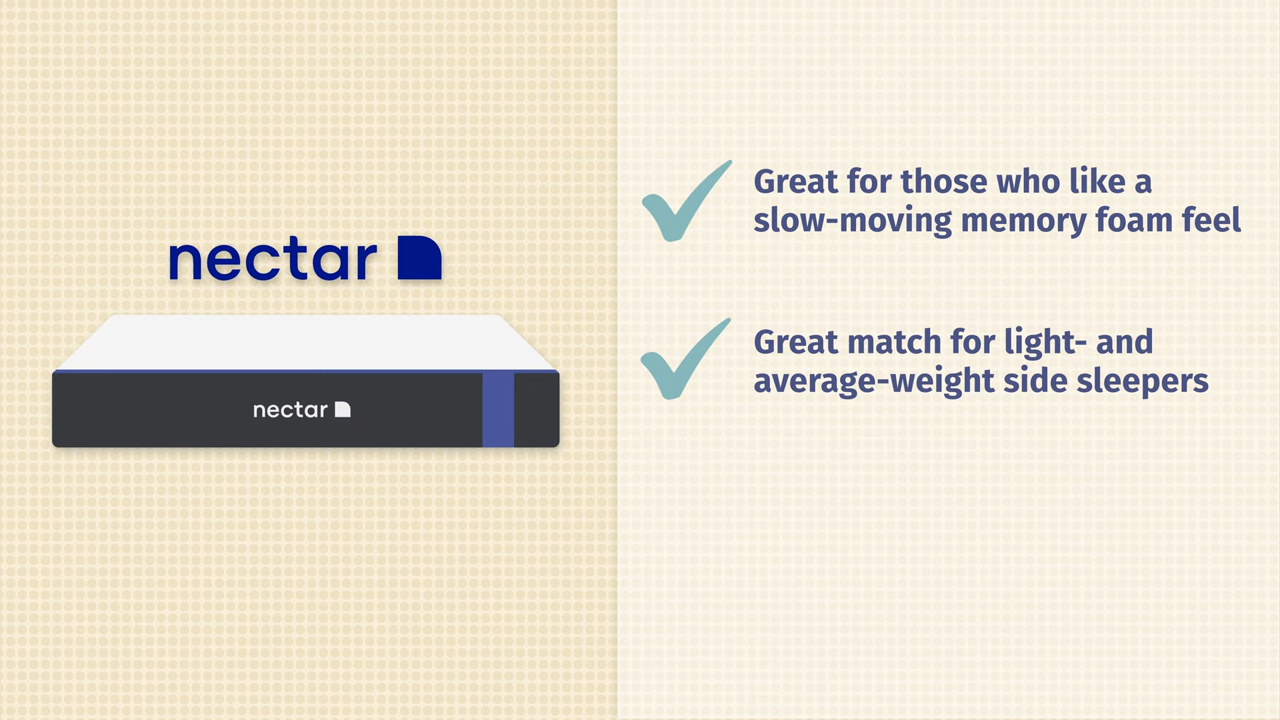 nectar
nectar
Great for those who like a
slow-moving memory foam feel
Great match for light- and
average-weight side sleepers